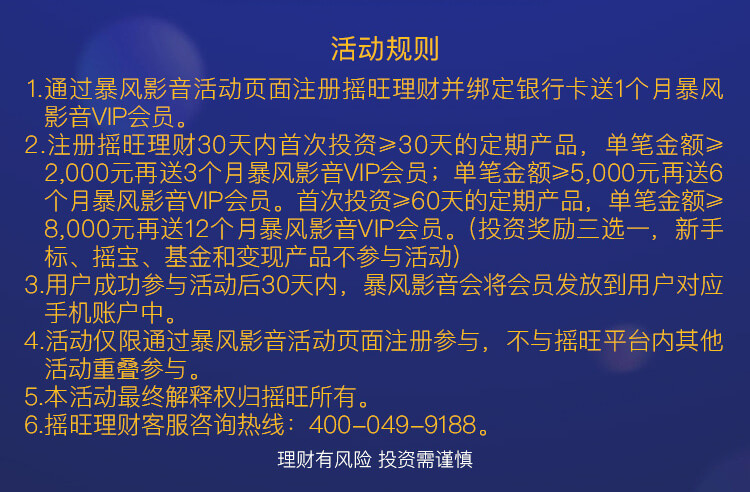 活动规则
1.通过暴风影音活动页面注册摇旺理财并绑定银行卡送1个月暴风
影音VIP会员。
2.注册摇旺理财30天内首次投资≥30天的定期产品，单笔金额≥
2,000元再送3个月暴风影音VIP会员；单笔金额≥5,000元再送6
个月暴风影音VIP会员。首次投资≥60天的定期产品，单笔金额≥
8,000元再送12个月暴风影音VIP会员。(投资奖励三选一，新手
标、摇宝、基金和变现产品不参与活动)
3.用户成功参与活动后30天内，暴风影音会将会员发放到用户对应
手机账户中。
4.活动仅限通过暴风影音活动页面注册参与，不与摇旺平台内其他
活动重叠参与。
5.本活动最终解释权归摇旺所有。
6.摇旺理财客服咨询热线：400-049-9188。
理财有风险 投资需谨慎